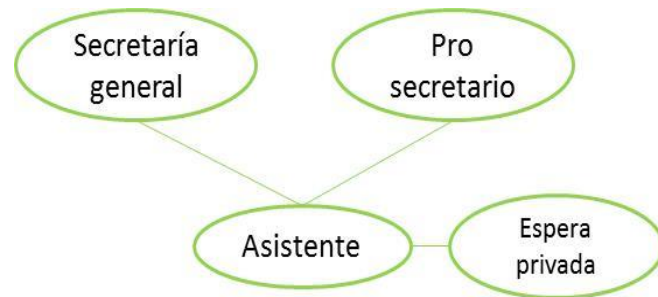 Secretaría
general
Pro
secretario
Asistente
Espera
privada